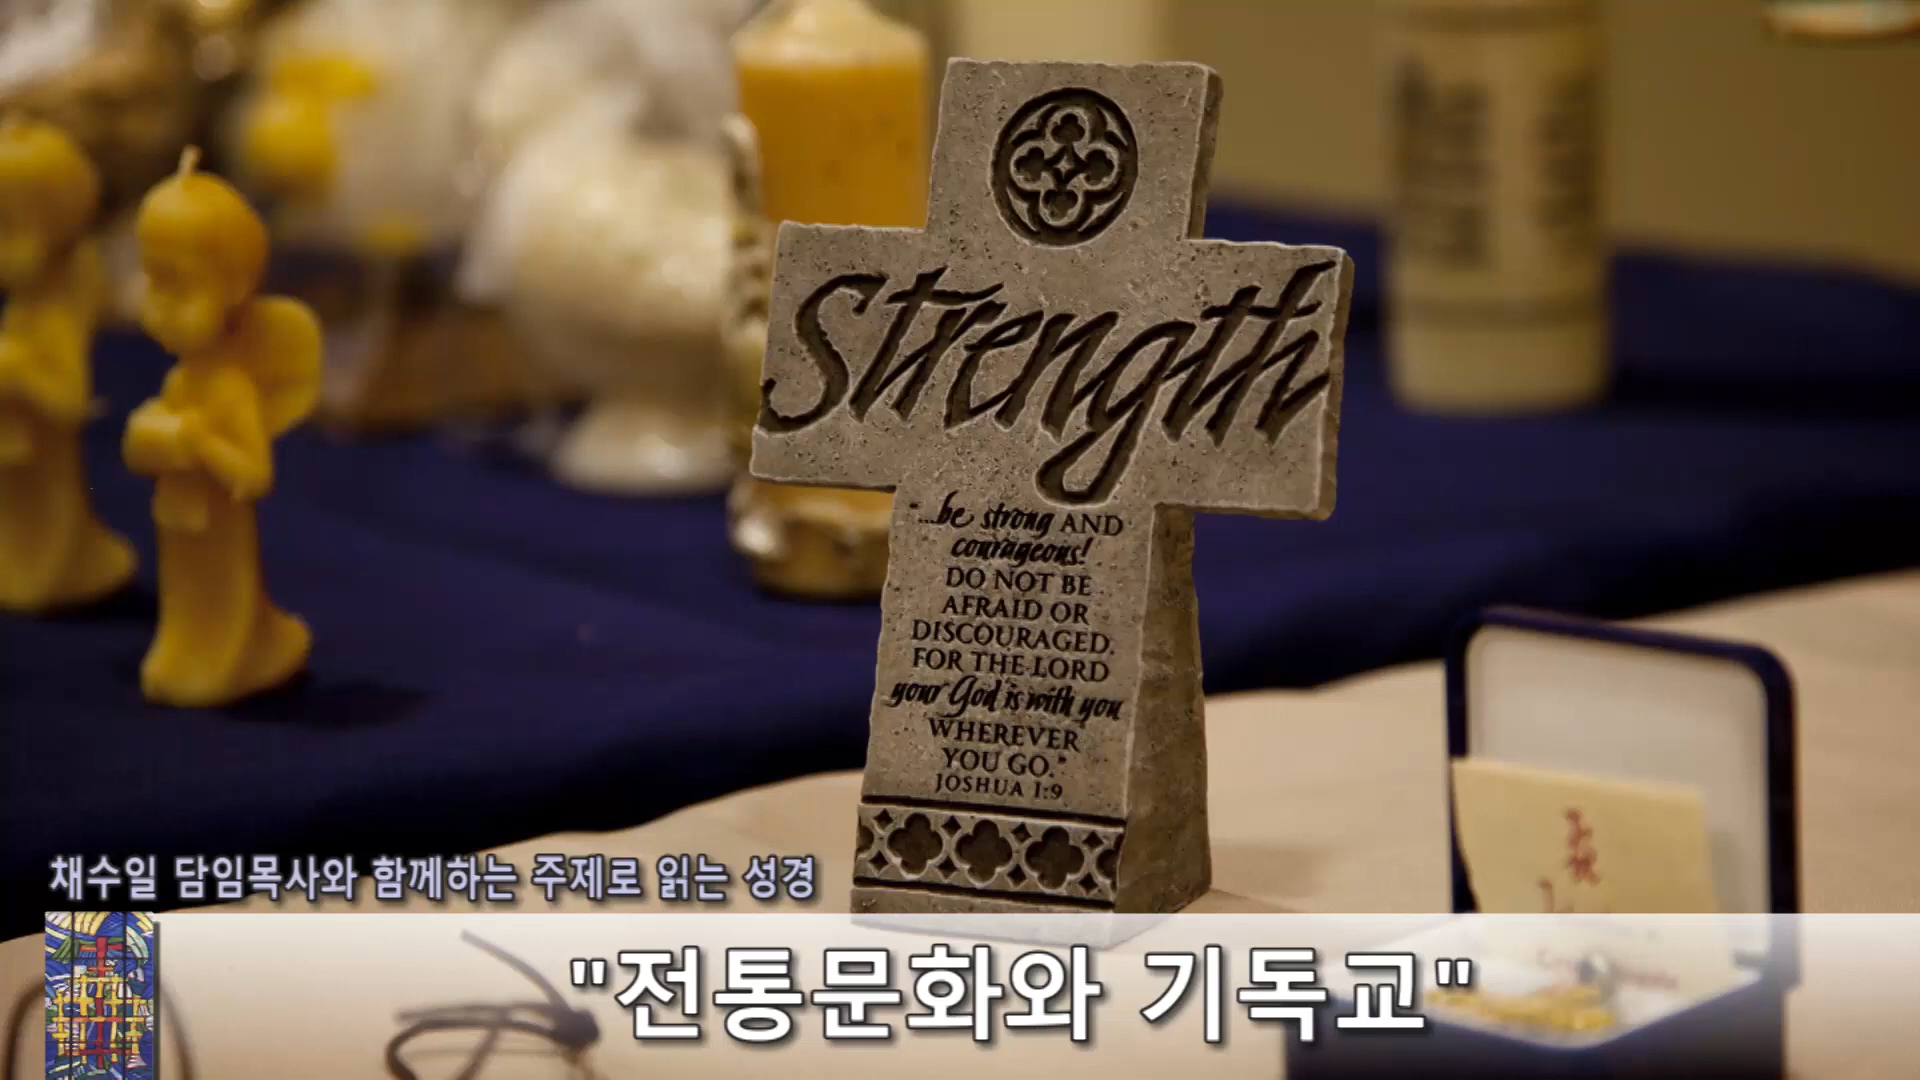 Strength
"...be strong AND
courageous!
DO NOT BE
AFRAID OR
DISCOURAGED.
FOR THE LORD
your God is with you
WHEREVER
YOU GO."
JOSHUA 1:9
채수일 담임목사와 함께하는 주제로 읽는 성경
"전통문화와 기독교"